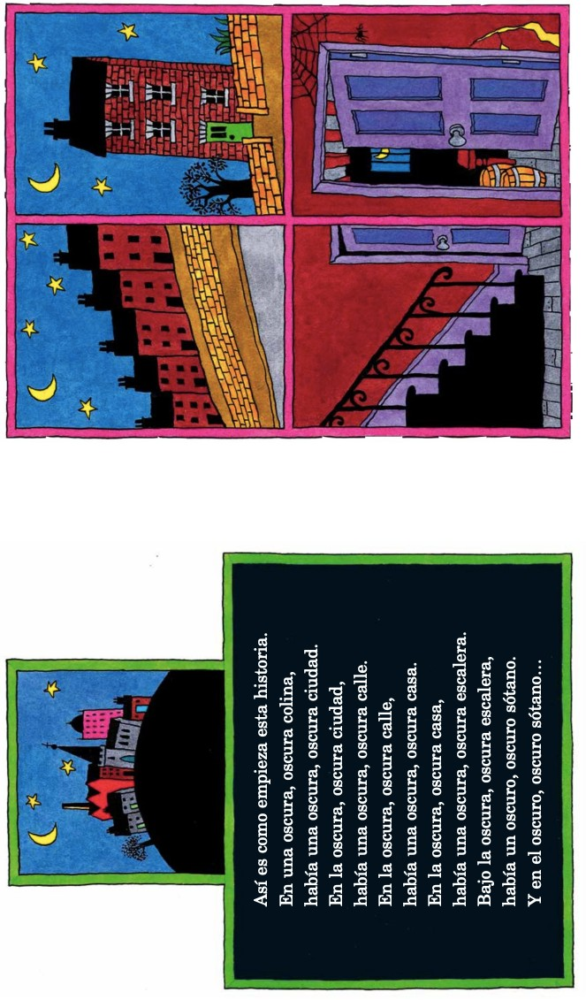 Así es como empieza esta historia.
En una oscura, oscura colina,
había una oscura, oscura ciudad.
En la oscura, oscura ciudad,
había una oscura, oscura calle.
En la oscura, oscura calle,
había una oscura, oscura casa.
En la oscura, oscura casa,
había una oscura, oscura escalera.
Bajo la oscura, oscura escalera,
había un oscuro, oscuro sótano.
Y en el oscuro, oscuro sótano...